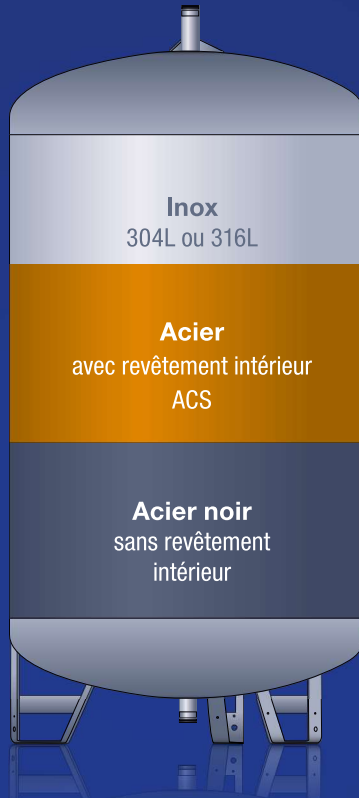 Inox
304L ou 316L
Acier
avec revêtement intérieur
ACS
Acier noir
sans revêtement
intérieur